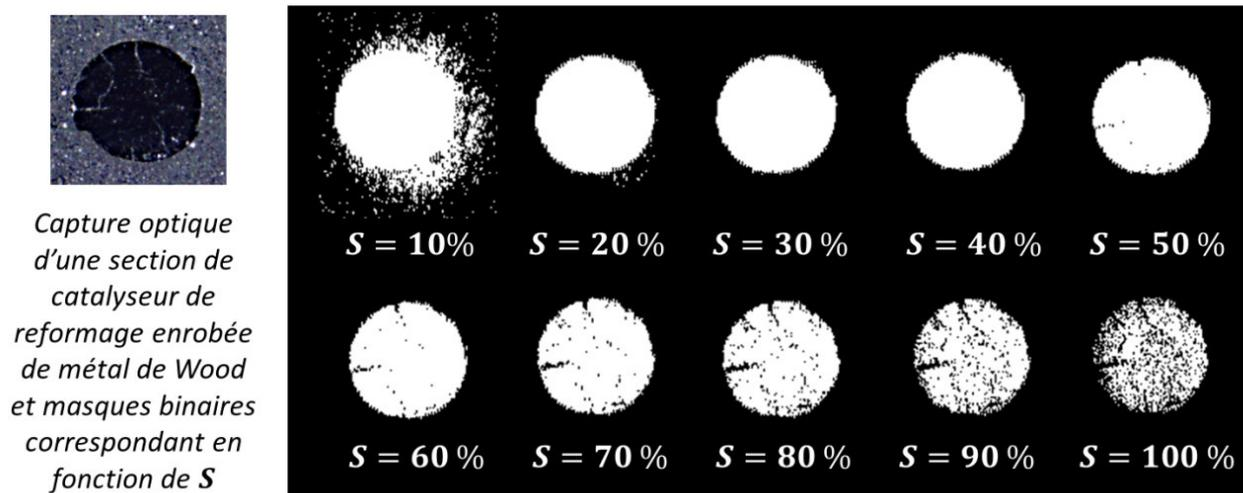 Capture optique
d'une section de
catalyseur de
reformage enrobée
de métal de Wood
et masques binaires
correspondant en
fonction de S
S = 10%
S = 20 %
S = 30 %
S = 40 %
S = 50 %
S = 60 %
S = 70 %
S = 80 %
S = 90 %
S = 100 %